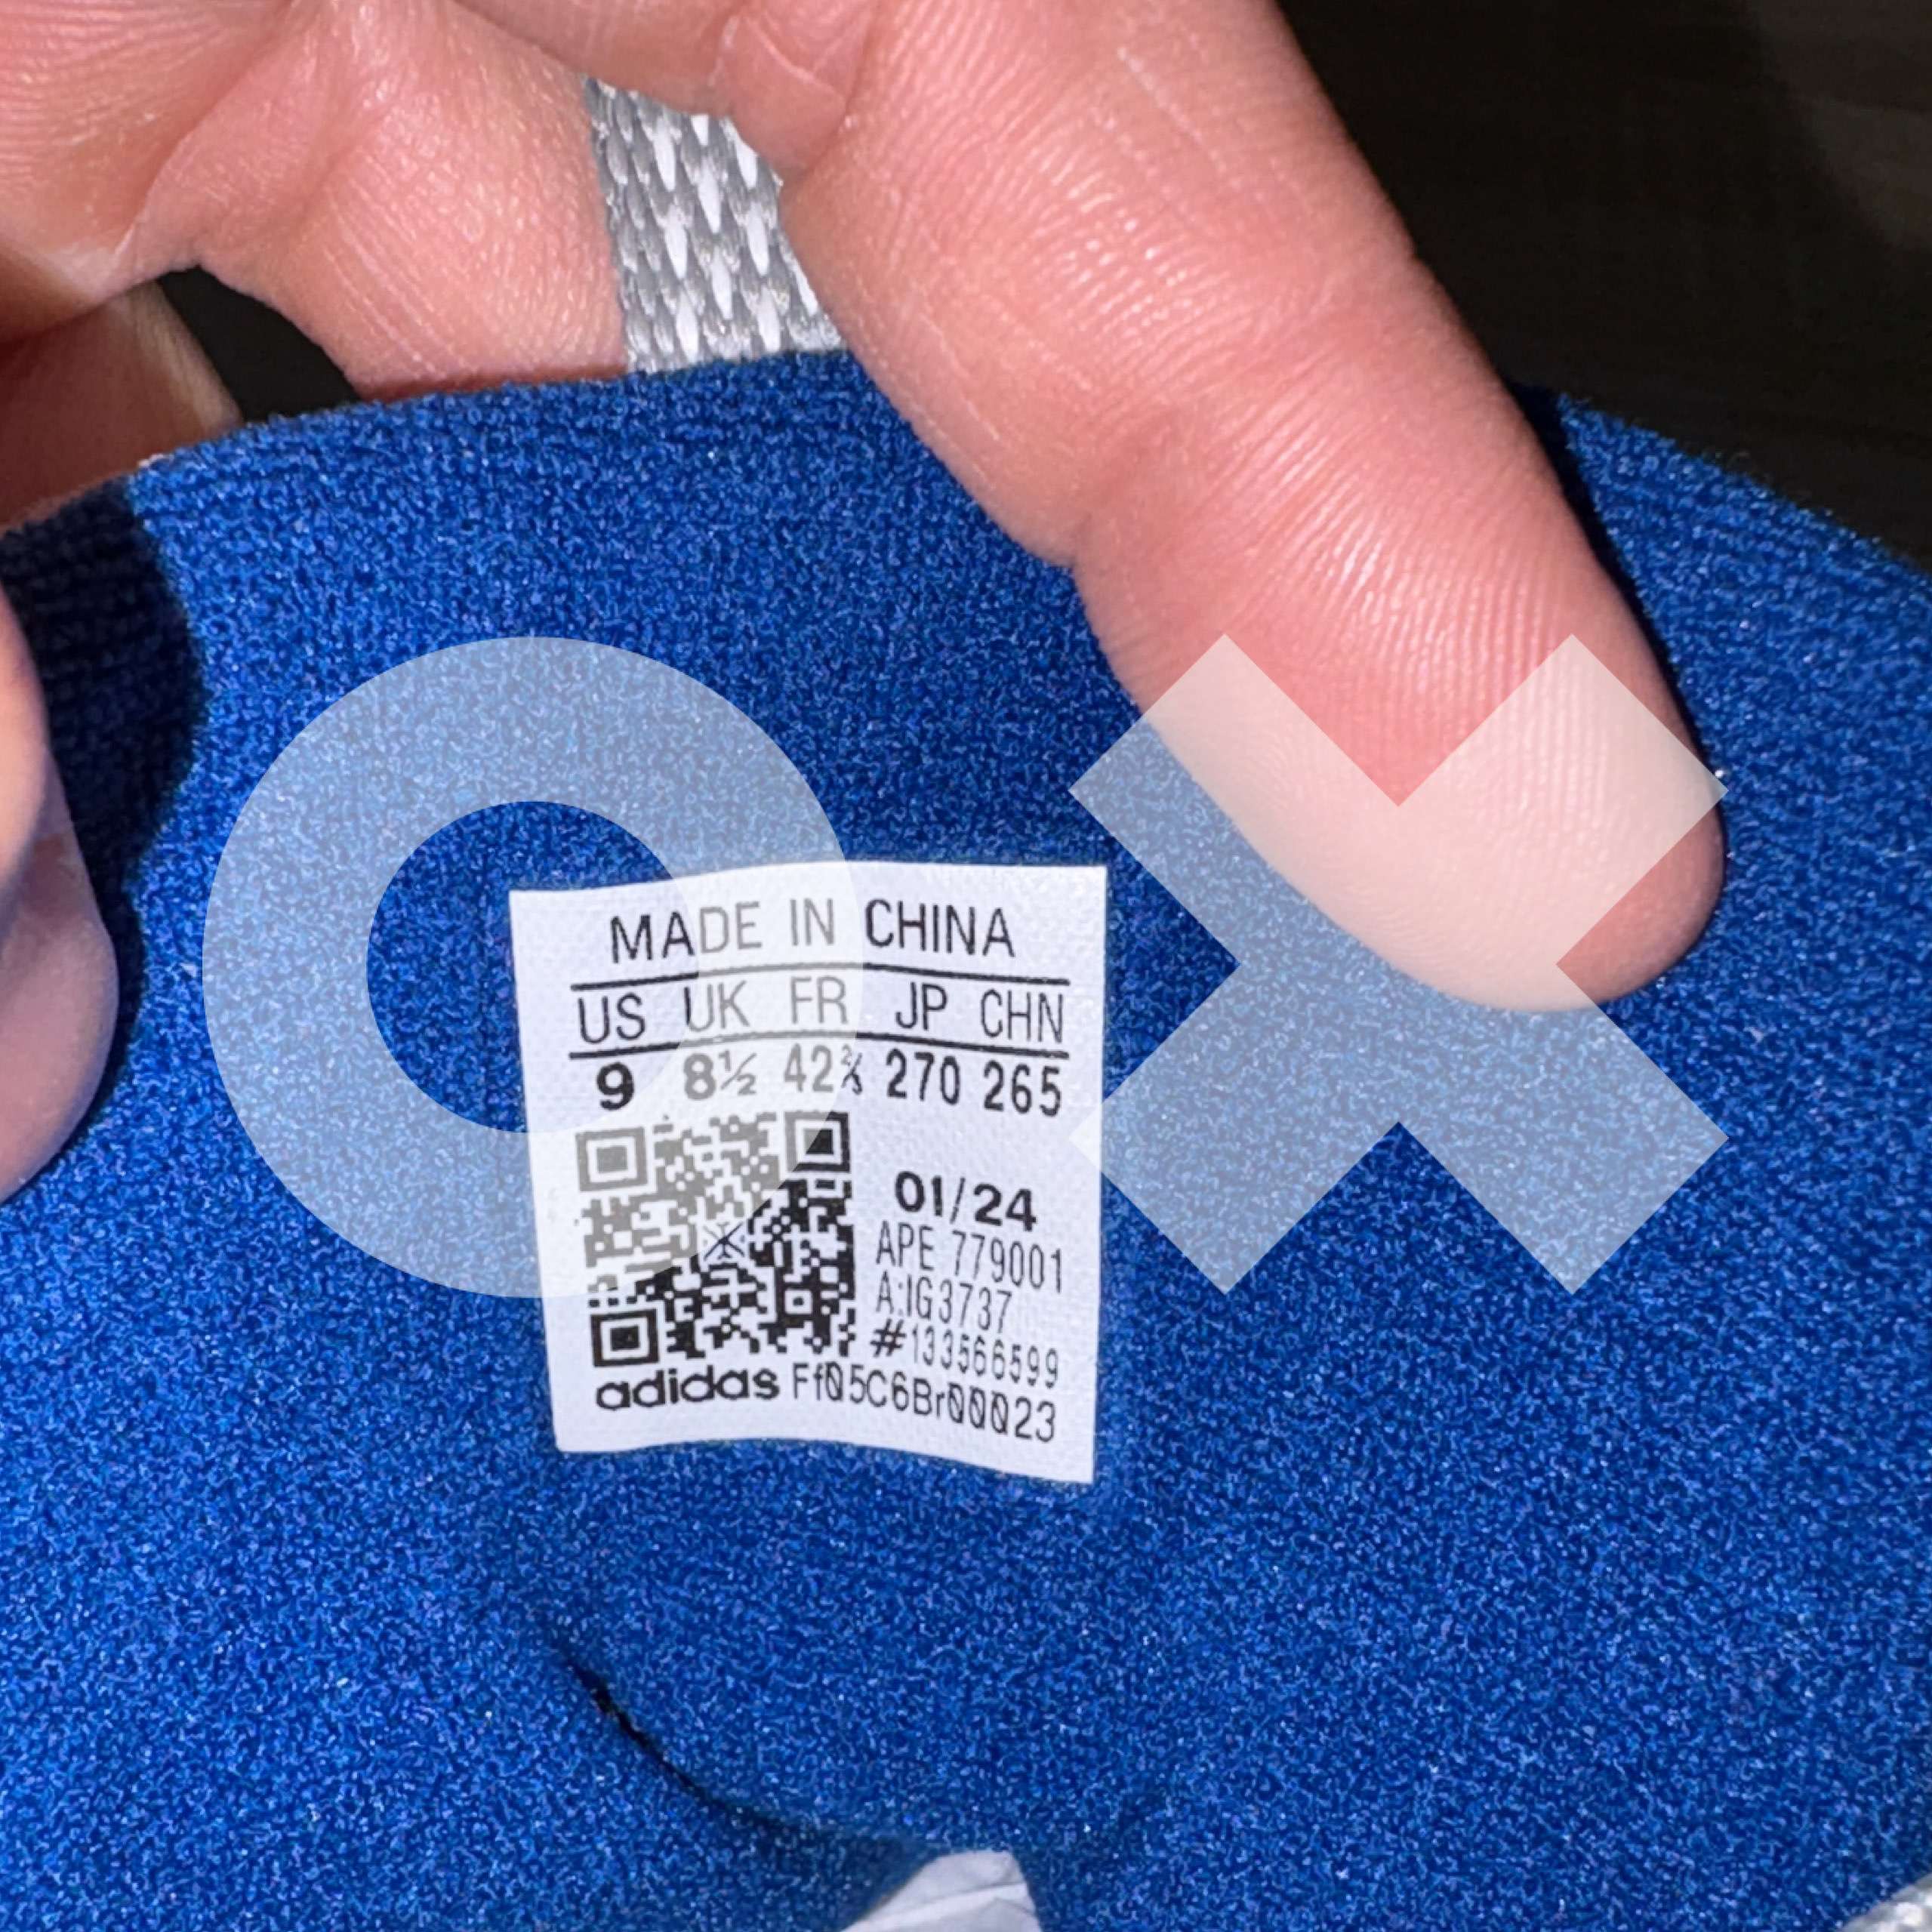 MADE IN CHINA
US UK FR JP CHN
9 8½ 42⅔ 270 265
01/24
APE 779001
A:IG3737
#133566599
adidas Ff05C6Br00023